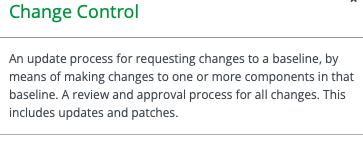 Change Control
An update process for requesting changes to a baseline, by
means of making changes to one or more components in that
baseline. A review and approval process for all changes. This
includes updates and patches.